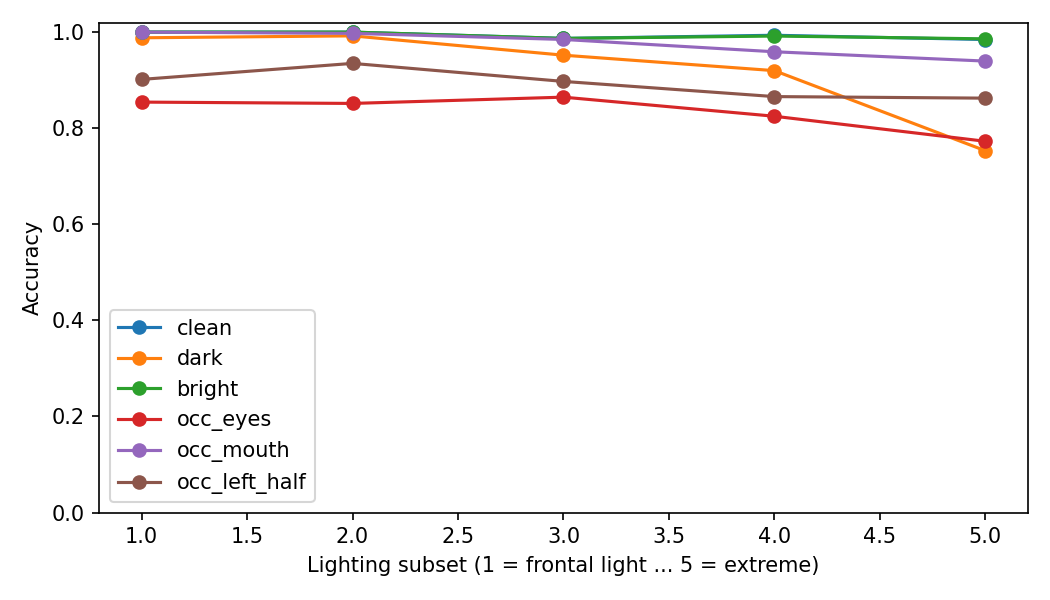 1.0
0.8
0.6
0.4
0.2
0.0
Accuracy
clean
dark
bright
occ_eyes
occ_mouth
occ_left_half
1.0 1.5 2.0 2.5 3.0 3.5 4.0 4.5 5.0
Lighting subset (1 = frontal light ... 5 = extreme)